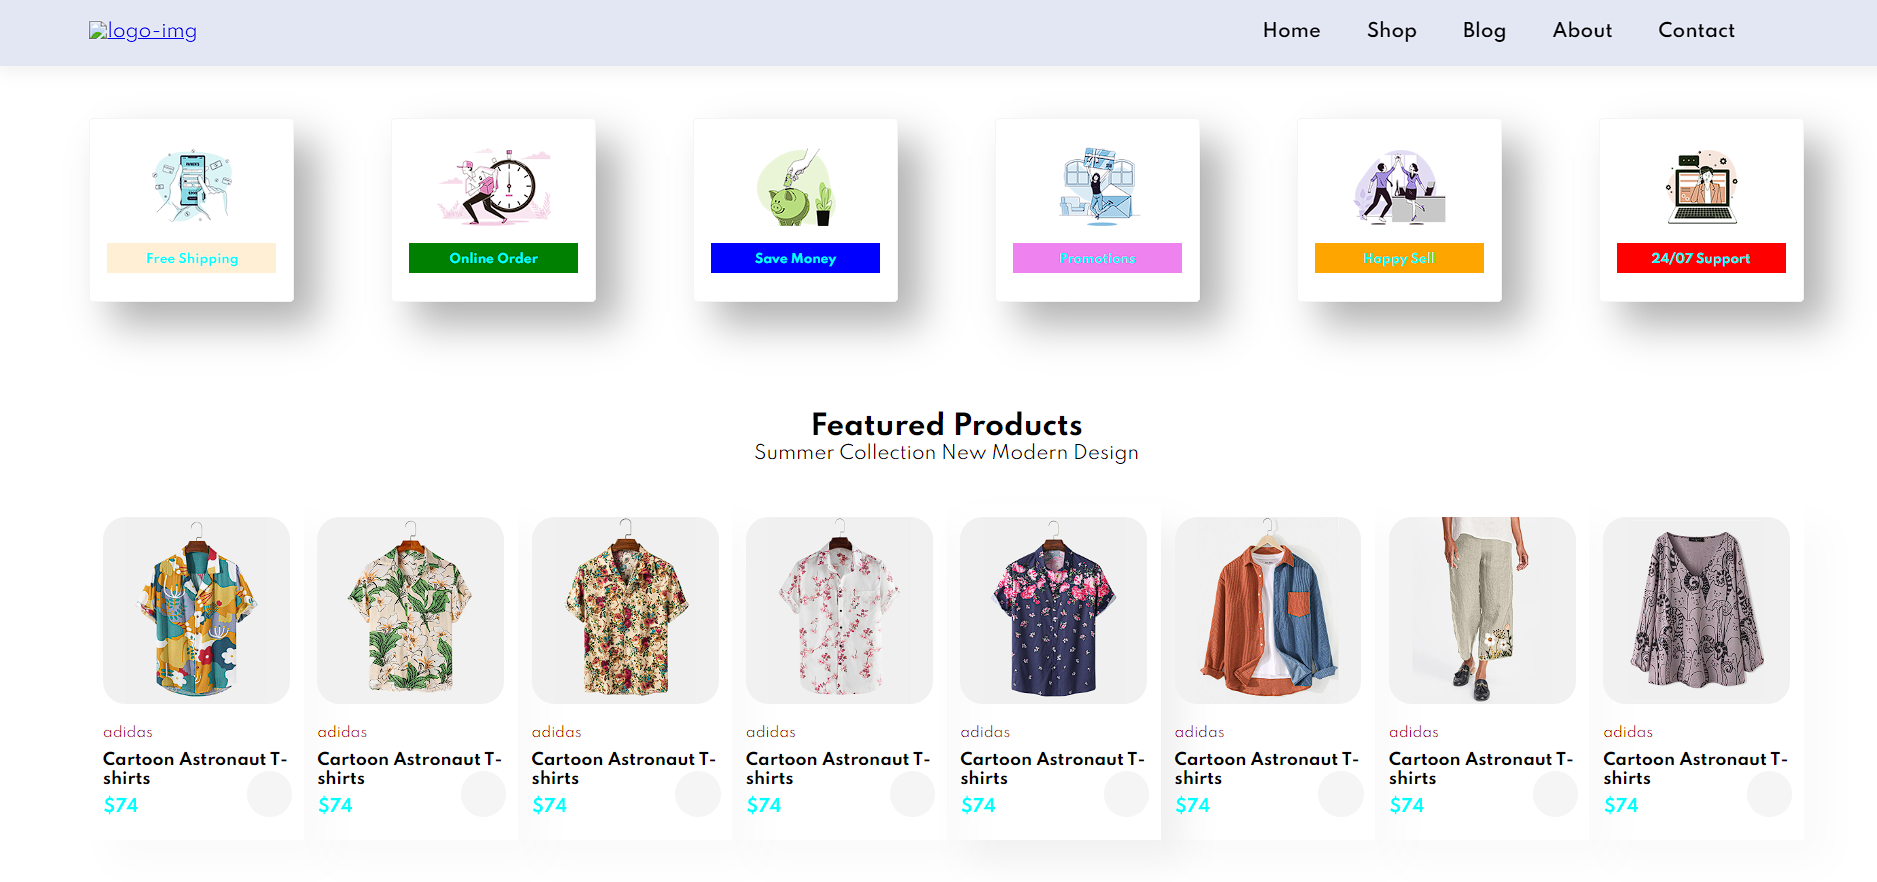 logo-img
Home Shop Blog About Contact
Free Shipping
Online Order
Save Money
Promotions
Happy Sell
24/07 Support
Featured Products
Summer Collection New Modern Design
adidas
Cartoon Astronaut T-
shirts
$74
adidas
Cartoon Astronaut T-
shirts
$74
adidas
Cartoon Astronaut T-
shirts
$74
adidas
Cartoon Astronaut T-
shirts
$74
adidas
Cartoon Astronaut T-
shirts
$74
adidas
Cartoon Astronaut T-
shirts
$74
adidas
Cartoon Astronaut T-
shirts
$74
adidas
Cartoon Astronaut T-
shirts
$74